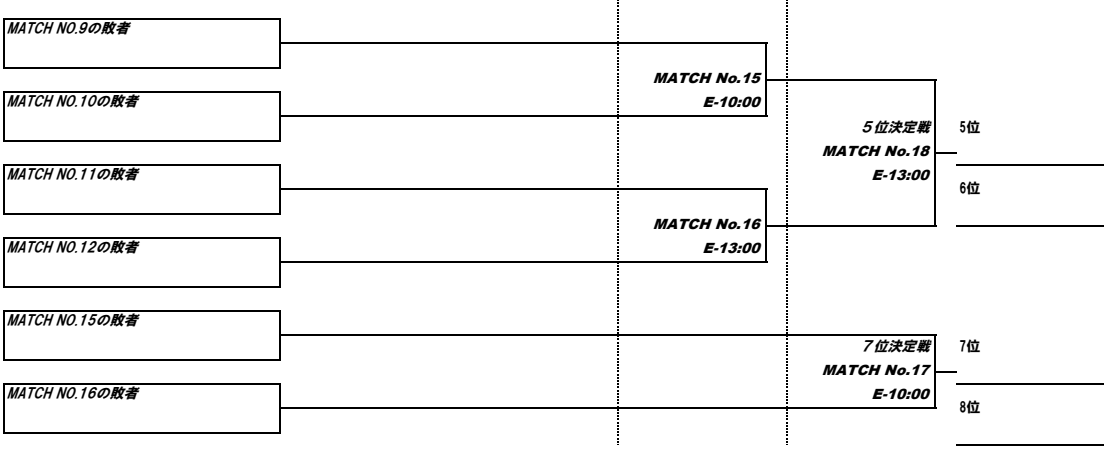 MATCH NO.9の敗者
MATCH No.15
E-10:00
MATCH NO.10の敗者
５位決定戦
5位
MATCH No.18
E-13:00
6位
MATCH NO.11の敗者
MATCH No.16
E-13:00
MATCH NO.12の敗者
MATCH NO.15の敗者
７位決定戦
7位
MATCH No.17
E-10:00
8位
MATCH NO.16の敗者